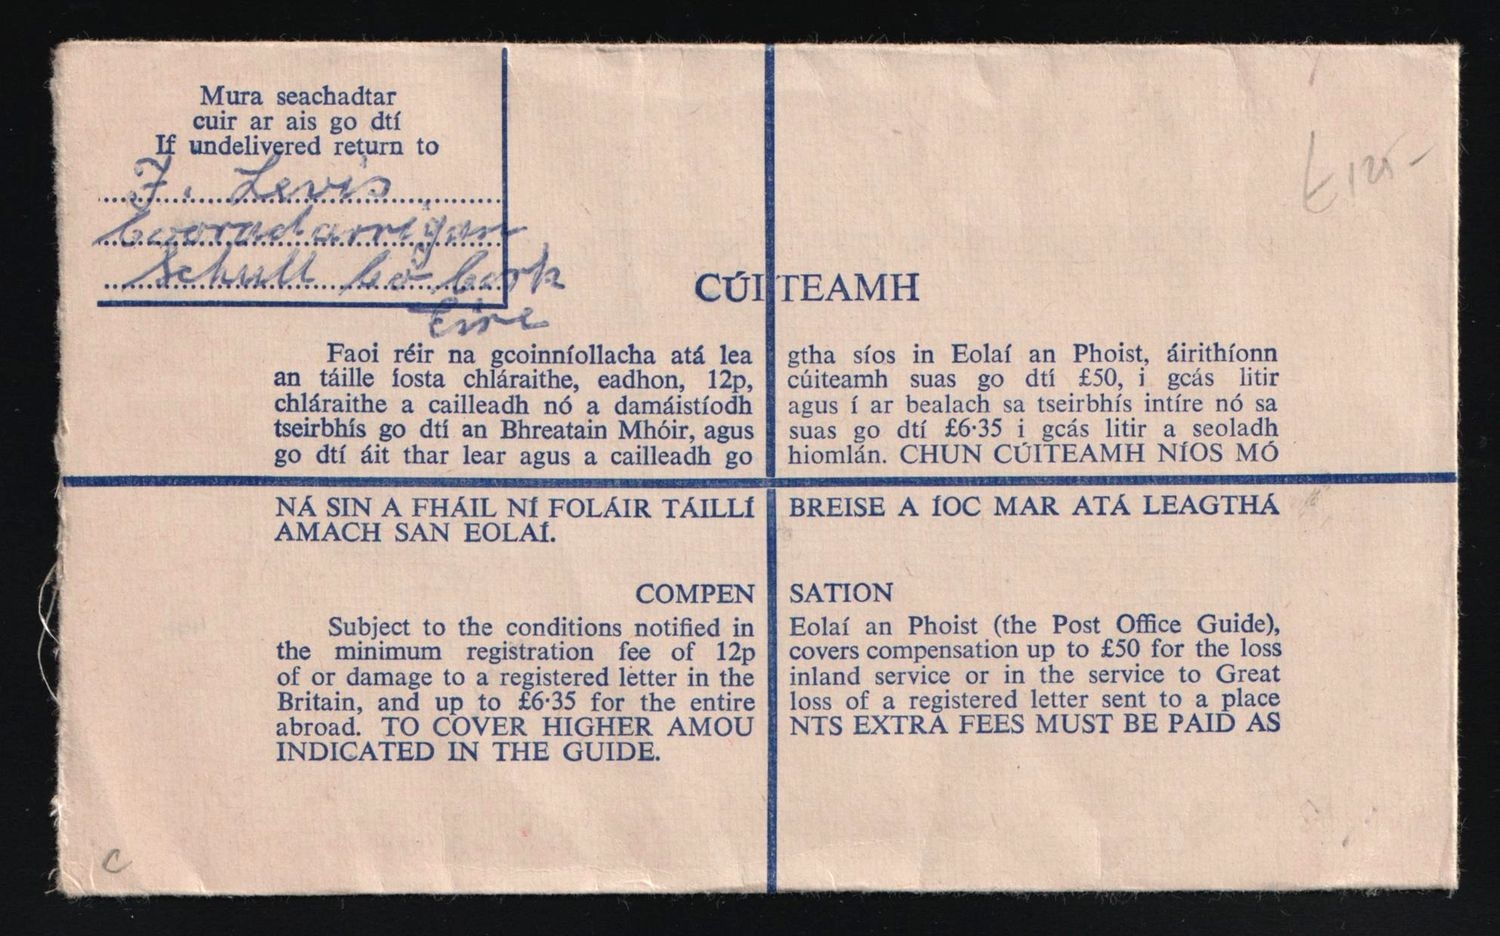 Mura seachadtar
cuir ar ais go dtí
If undelivered return to
F. Levis
Cooradarrigan
Schull Co Cork
Eire
£125-
CÚITEAMH
Faoi réir na gcoinníollacha atá leagtha síos in Eolaí an Phoist, áirithíonn
an táille íosta chláraithe, eadhon, 12p, cúiteamh suas go dtí £50, i gcás litir
chláraithe a cailleadh nó a damáistíodh agus í ar bealach sa tseirbhís intíre nó sa
tseirbhís go dtí an Bhreatain Mhóir, agus suas go dtí £6·35 i gcás litir a seoladh
go dtí áit thar lear agus a cailleadh go hiomlán. CHUN CÚITEAMH NÍOS MÓ
NÁ SIN A FHÁIL NÍ FOLÁIR TÁILLÍ BREISE A ÍOC MAR ATÁ LEAGTHÁ
AMACH SAN EOLAÍ.
COMPENSATION
Subject to the conditions notified in Eolaí an Phoist (the Post Office Guide),
the minimum registration fee of 12p covers compensation up to £50 for the loss
of or damage to a registered letter in the inland service or in the service to Great
Britain, and up to £6·35 for the entire loss of a registered letter sent to a place
abroad. TO COVER HIGHER AMOUNTS EXTRA FEES MUST BE PAID AS
INDICATED IN THE GUIDE.
C